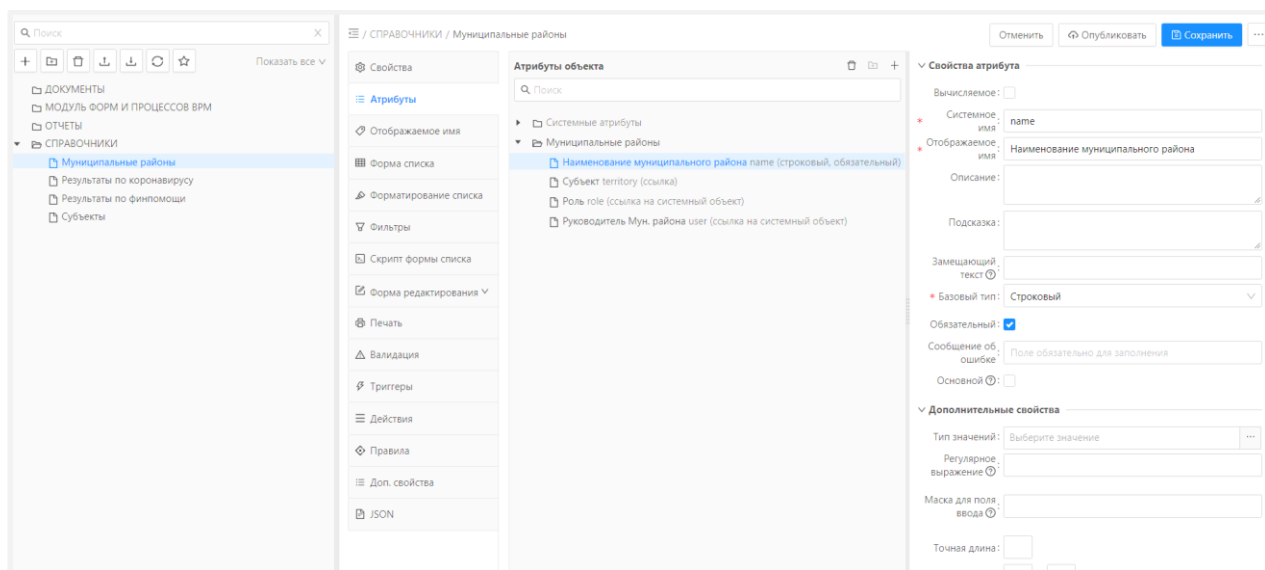 Поиск
Показать все
ДОКУМЕНТЫ
МОДУЛЬ ФОРМ И ПРОЦЕССОВ BPM
ОТЧЕТЫ
СПРАВОЧНИКИ
Муниципальные районы
Результаты по коронавирусу
Результаты по финпомощи
Субъекты
/ СПРАВОЧНИКИ / Муниципальные районы
Отменить
Опубликовать
Сохранить
Свойства
Атрибуты
Отображаемое имя
Форма списка
Форматирование списка
Фильтры
Скрипт формы списка
Форма редактирования
Печать
Валидация
Триггеры
Действия
Правила
Доп. свойства
JSON
Атрибуты объекта
Поиск
Системные атрибуты
Муниципальные районы
Наименование муниципального района name (строковый, обязательный)
Субъект territory (ссылка)
Роль role (ссылка на системный объект)
Руководитель Мун. района user (ссылка на системный объект)
Свойства атрибута
Вычисляемое:
* Системное имя: name
* Отображаемое имя: Наименование муниципального района
Описание:
Подсказка:
Замещающий текст:
* Базовый тип: Строковый
Обязательный:
Сообщение об ошибке: Поле обязательно для заполнения
Основной:
Дополнительные свойства
Тип значений: Выберите значение
Регулярное выражение:
Маска для поля ввода:
Точная длина: